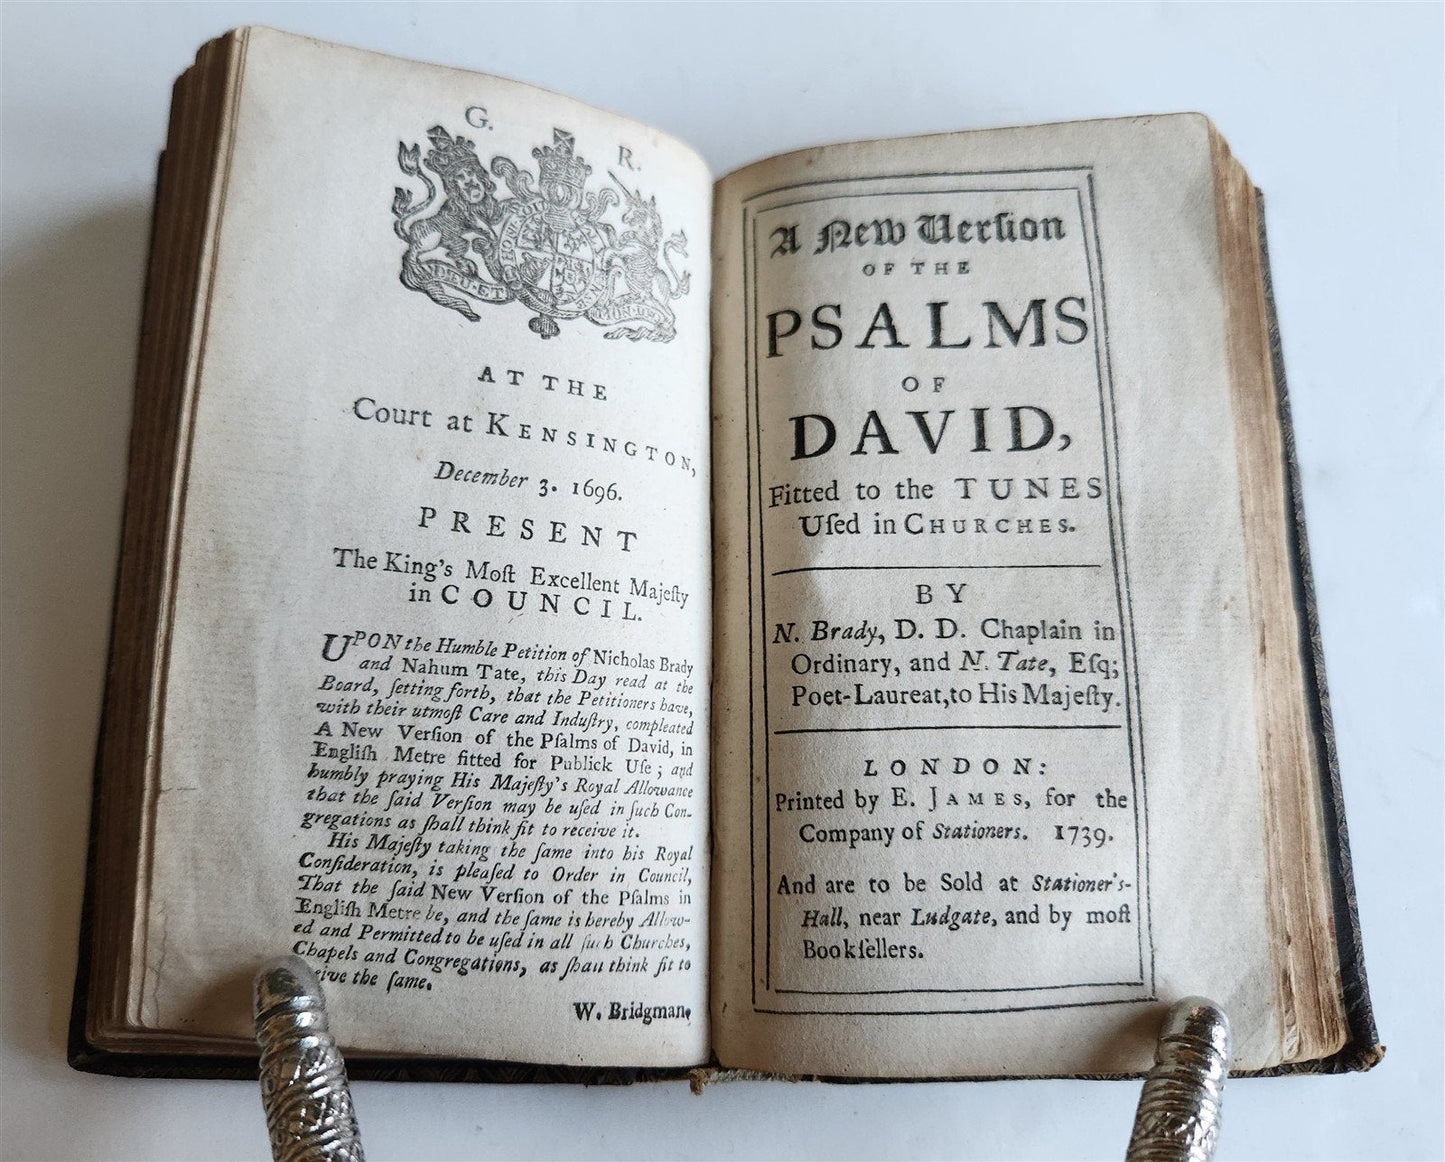 G. R.
DIEU·ET MON·
AT THE
Court at KENSINGTON,
December 3. 1696.
PRESENT
The King's Moſt Excellent Majeſty
in COUNCIL.
UPON the Humble Petition of Nicholas Brady
and Nahum Tate, this Day read at the
Board, ſetting forth, that the Petitioners have,
with their utmoſt Care and Induſtry, compleated
A New Verſion of the Pſalms of David, in
Engliſh Metre fitted for Publick Uſe; and
humbly praying His Majeſty's Royal Allowance
that the ſaid Verſion may be uſed in ſuch Con-
gregations as ſhall think fit to receive it.
His Majeſty taking the ſame into his Royal
Conſideration, is pleaſed to Order in Council,
That the ſaid New Verſion of the Pſalms in
Engliſh Metre be, and the ſame is hereby Allow-
ed and Permitted to be uſed in all ſuch Churches,
Chapels and Congregations, as ſhall think fit to
ive the ſame.
W. Bridgman,
A New Verſion
OF THE
PSALMS
OF
DAVID,
Fitted to the TUNES
Uſed in CHURCHES.
BY
N. Brady, D. D. Chaplain in
Ordinary, and N. Tate, Eſq;
Poet-Laureat,to His Majeſty.
LONDON:
Printed by E. JAMES, for the
Company of Stationers. 1739.
And are to be Sold at Stationer's-
Hall, near Ludgate, and by moſt
Bookſellers.